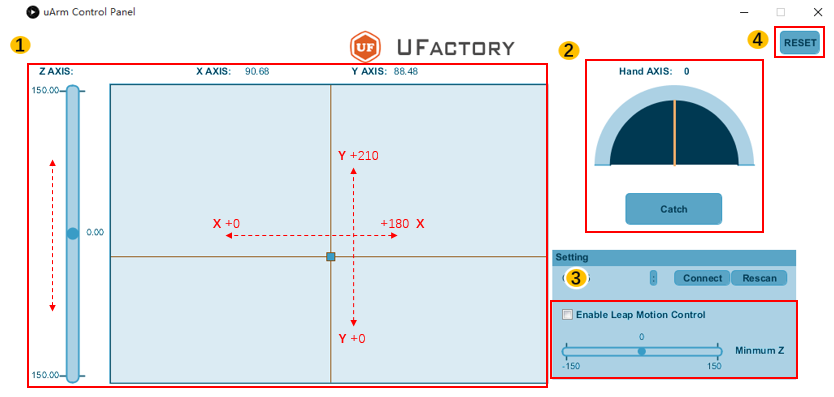 uArm Control Panel
1
UF UFACTORY
2
4
RESET
Z AXIS:
X AXIS: 90.68
Y AXIS: 88.48
Hand AXIS: 0
150.00
Y +210
X +0
+180 X
0.00
Catch
Y +0
150.00
Setting
3
:
Connect
Rescan
Enable Leap Motion Control
0
Minmum Z
-150
150